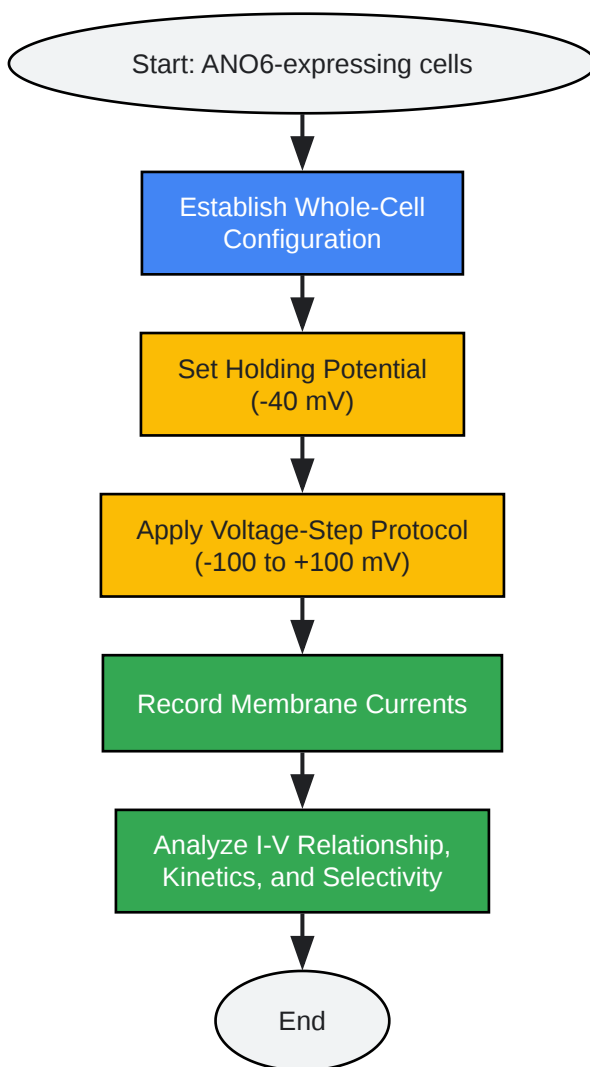 Start: ANO6-expressing cells
Establish Whole-Cell
Configuration
Set Holding Potential
(-40 mV)
Apply Voltage-Step Protocol
(-100 to +100 mV)
Record Membrane Currents
Analyze I-V Relationship,
Kinetics, and Selectivity
End